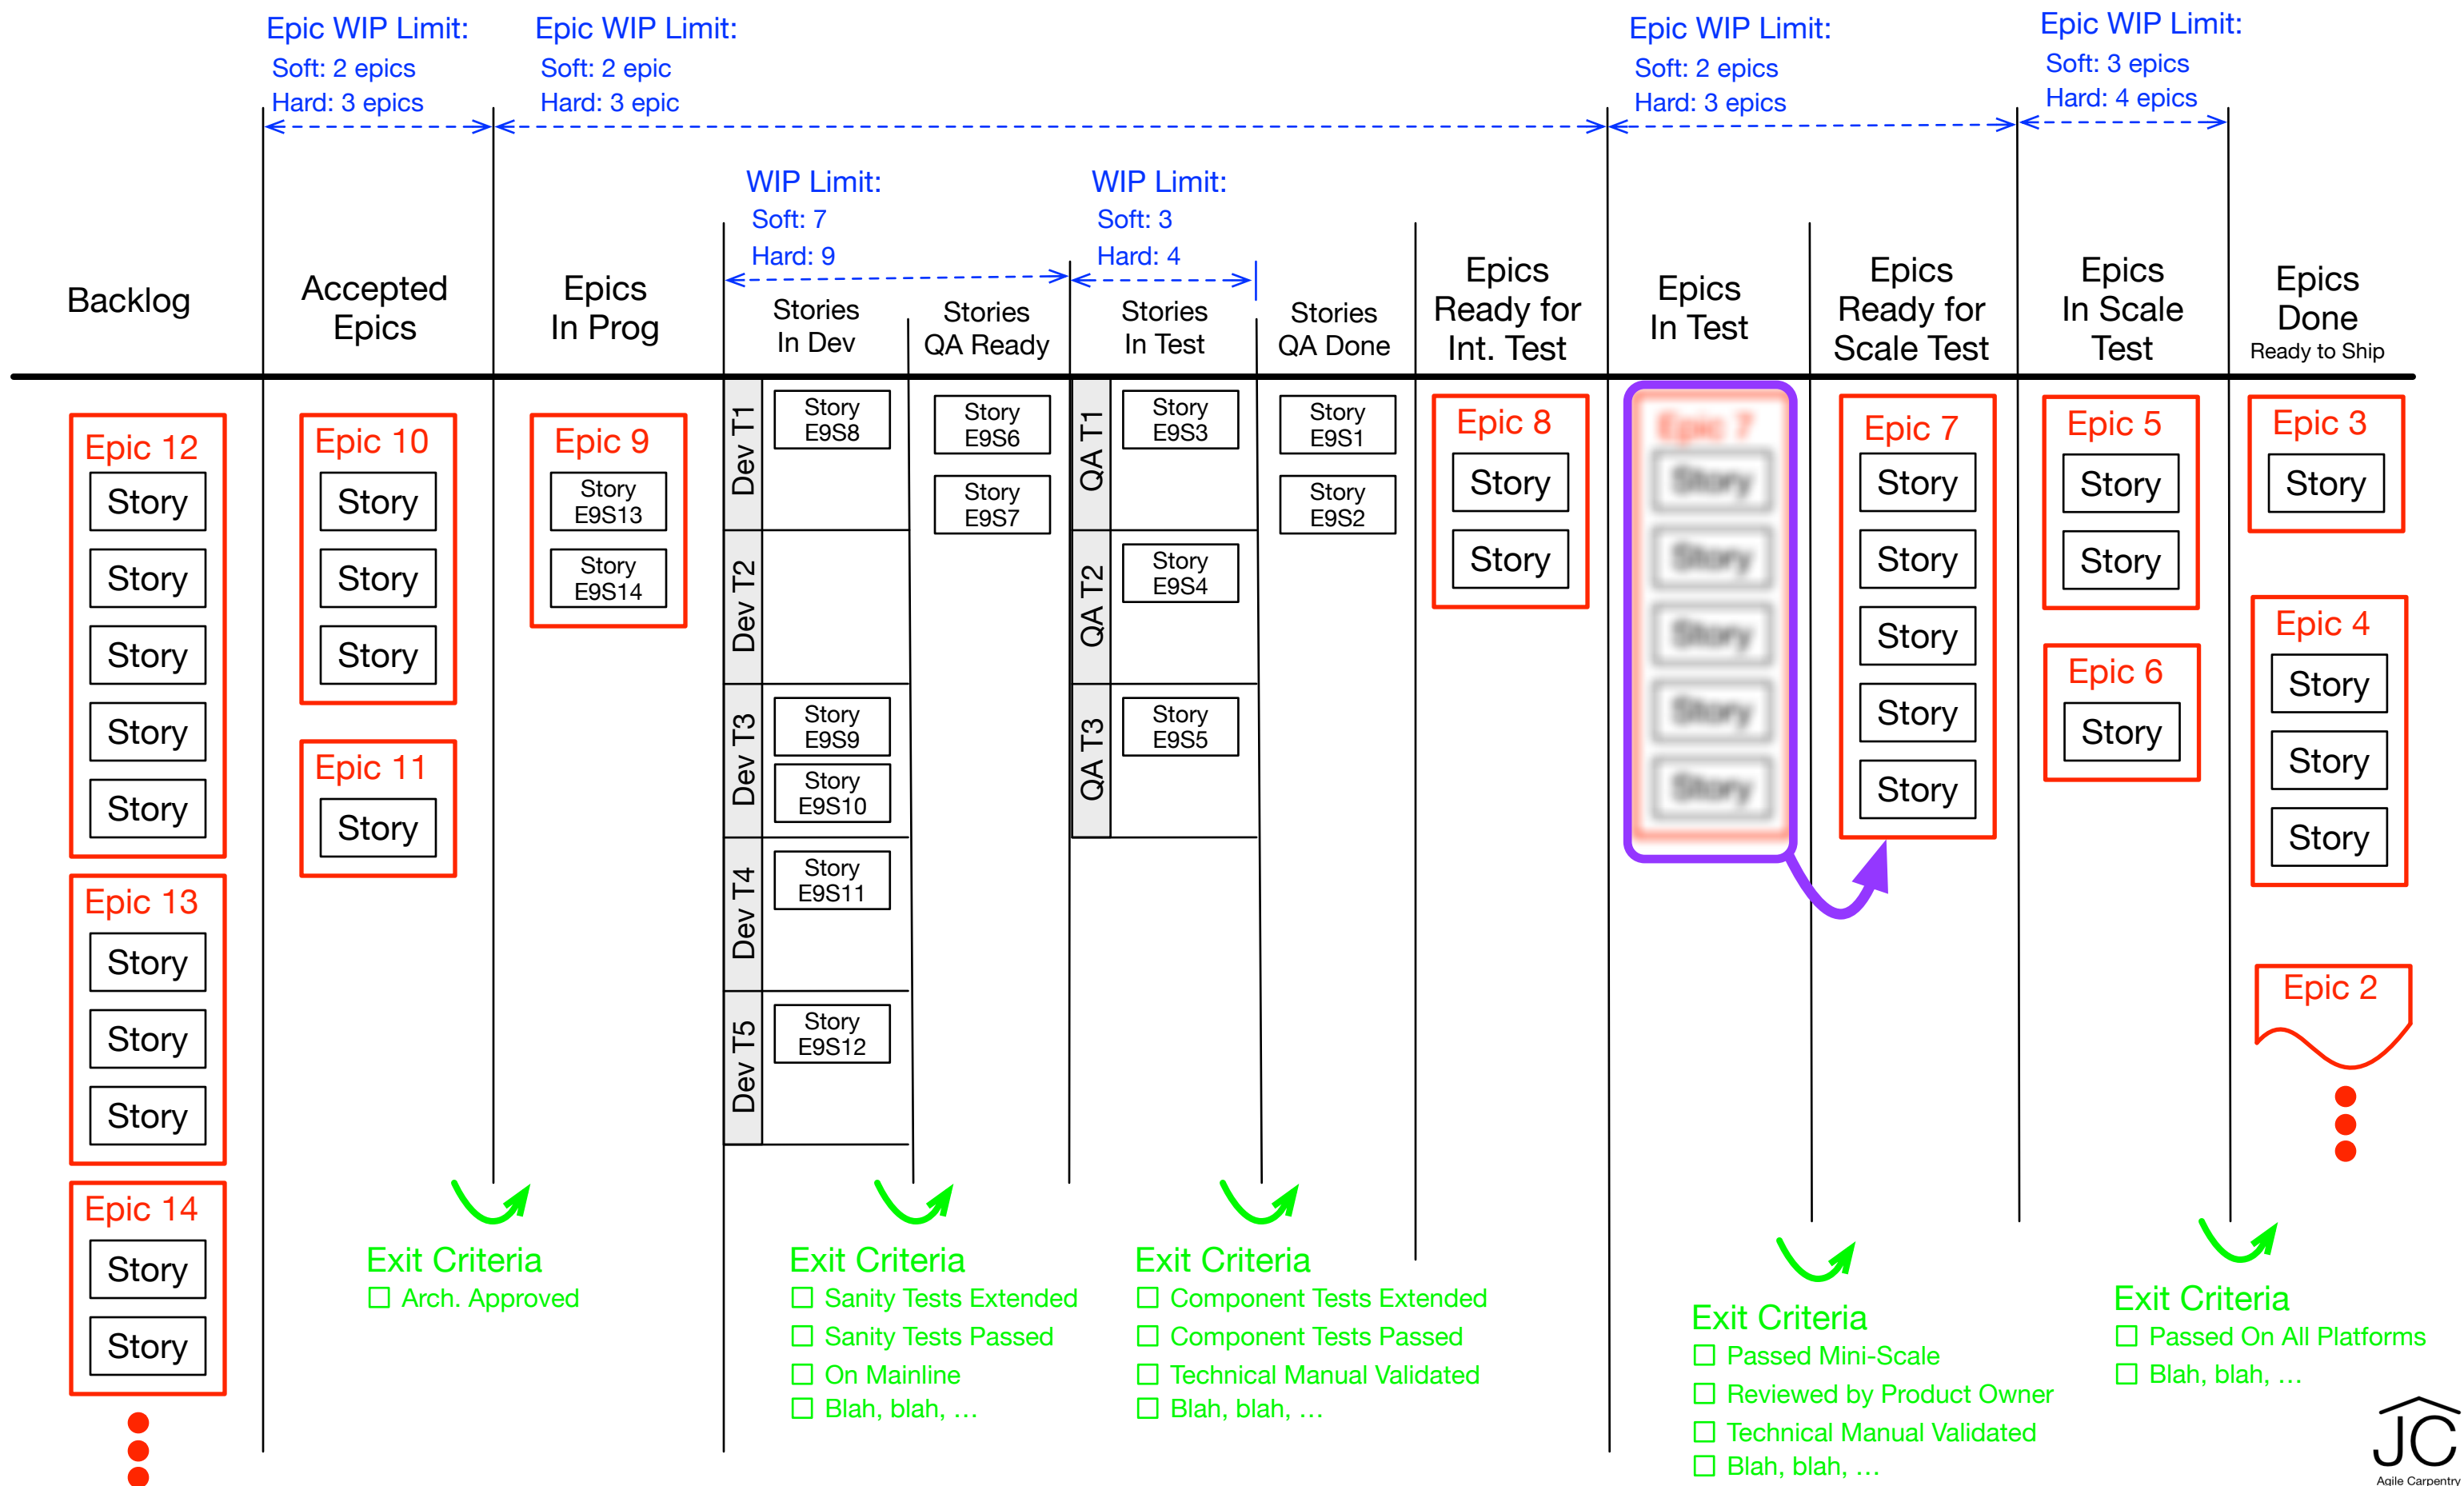 Epic WIP Limit:
Soft: 2 epics
Hard: 3 epics
Epic WIP Limit:
Soft: 2 epic
Hard: 3 epic
Epic WIP Limit:
Soft: 2 epics
Hard: 3 epics
Epic WIP Limit:
Soft: 3 epics
Hard: 4 epics
WIP Limit:
Soft: 7
Hard: 9
WIP Limit:
Soft: 3
Hard: 4
Backlog
Accepted
Epics
Epics
In Prog
Stories
In Dev
Stories
QA Ready
Stories
In Test
Stories
QA Done
Epics
Ready for
Int. Test
Epics
In Test
Epics
Ready for
Scale Test
Epics
In Scale
Test
Epics
Done
Ready to Ship
Epic 12
Story
Story
Story
Story
Story
Epic 13
Story
Story
Story
Epic 14
Story
Story
Epic 10
Story
Story
Story
Epic 11
Story
Epic 9
Story
E9S13
Story
E9S14
Dev T1
Story
E9S8
Dev T2
Dev T3
Story
E9S9
Story
E9S10
Dev T4
Story
E9S11
Dev T5
Story
E9S12
Story
E9S6
Story
E9S7
QA T1
Story
E9S3
QA T2
Story
E9S4
QA T3
Story
E9S5
Story
E9S1
Story
E9S2
Epic 8
Story
Story
Epic 7
Story
Story
Story
Story
Story
Epic 7
Story
Story
Story
Story
Story
Epic 5
Story
Story
Epic 6
Story
Epic 3
Story
Epic 4
Story
Story
Story
Epic 2
Exit Criteria
Arch. Approved
Exit Criteria
Sanity Tests Extended
Sanity Tests Passed
On Mainline
Blah, blah, …
Exit Criteria
Component Tests Extended
Component Tests Passed
Technical Manual Validated
Blah, blah, …
Exit Criteria
Passed Mini-Scale
Reviewed by Product Owner
Technical Manual Validated
Blah, blah, …
Exit Criteria
Passed On All Platforms
Blah, blah, …
JC
Agile Carpentry